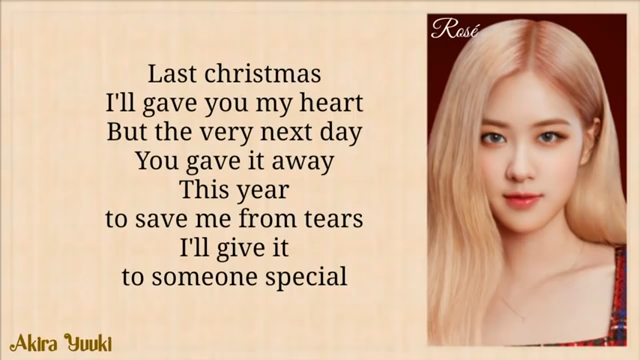 Rosé
Last christmas
I'll gave you my heart
But the very next day
You gave it away
This year
to save me from tears
I'll give it
to someone special
Akira Yuuki